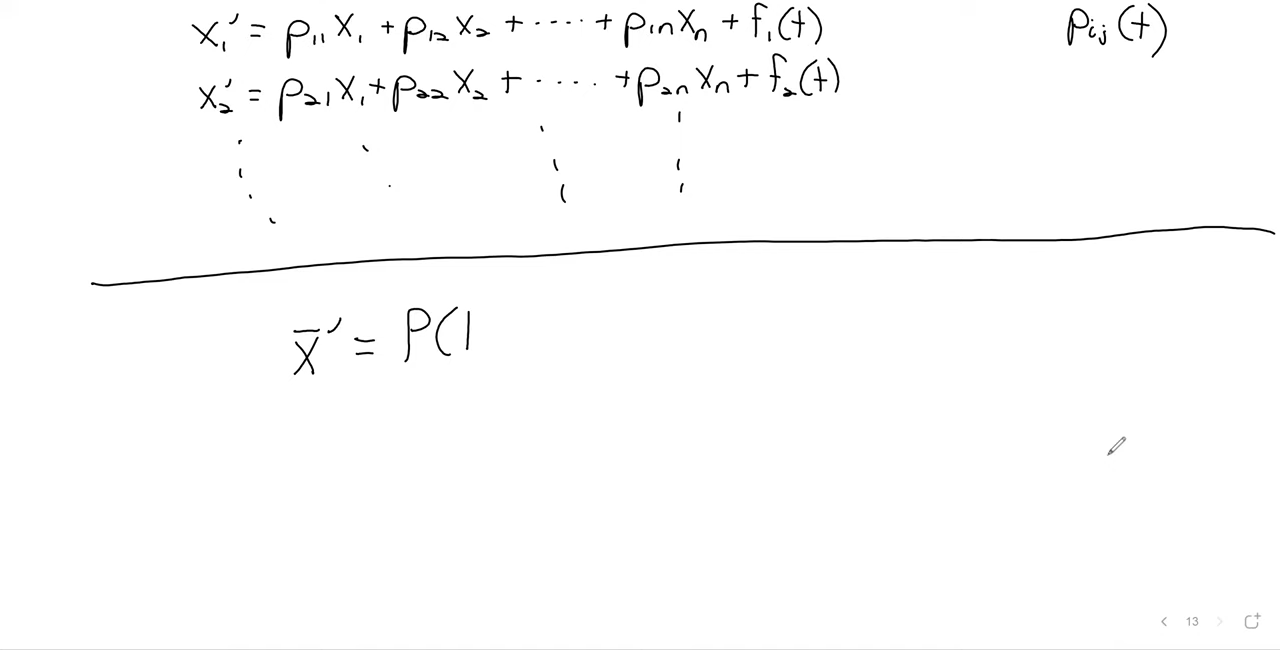 x₁' = p₁₁x₁ + p₁₂x₂ + ····· + p₁ₙxₙ + f₁(t) pᵢⱼ(t)
x₂' = p₂₁x₁ + p₂₂x₂ + ····· + p₂ₙxₙ + f₂(t)
x̄' = P(
13